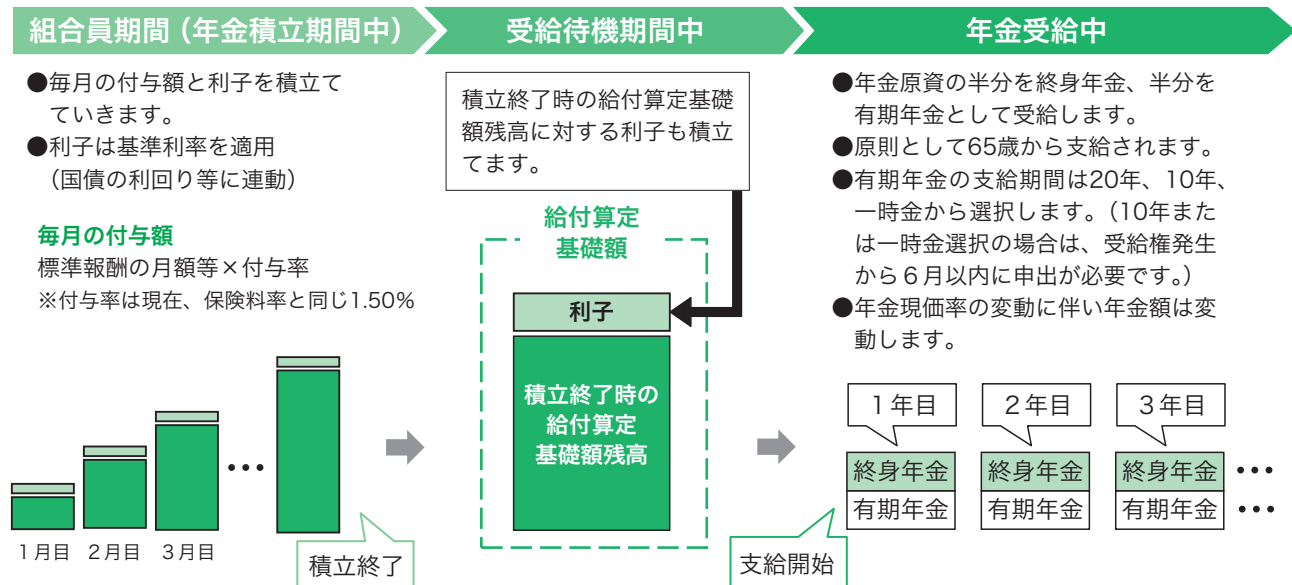 組合員期間（年金積立期間中）
受給待機期間中
年金受給中
●毎月の付与額と利子を積立て
ていきます。
●利子は基準利率を適用
（国債の利回り等に連動）
毎月の付与額
標準報酬の月額等×付与率
※付与率は現在、保険料率と同じ1.50%
1月目
2月目
3月目
•••
積立終了
積立終了時の給付算定基礎
額残高に対する利子も積立
てます。
給付算定
基礎額
利子
積立終了時の
給付算定
基礎額残高
支給開始
●年金原資の半分を終身年金、半分を
有期年金として受給します。
●原則として65歳から支給されます。
●有期年金の支給期間は20年、10年、
一時金から選択します。（10年また
は一時金選択の場合は、受給権発生
から６月以内に申出が必要です。）
●年金現価率の変動に伴い年金額は変
動します。
１年目
２年目
３年目
終身年金 終身年金 終身年金 •••
有期年金 有期年金 有期年金 •••